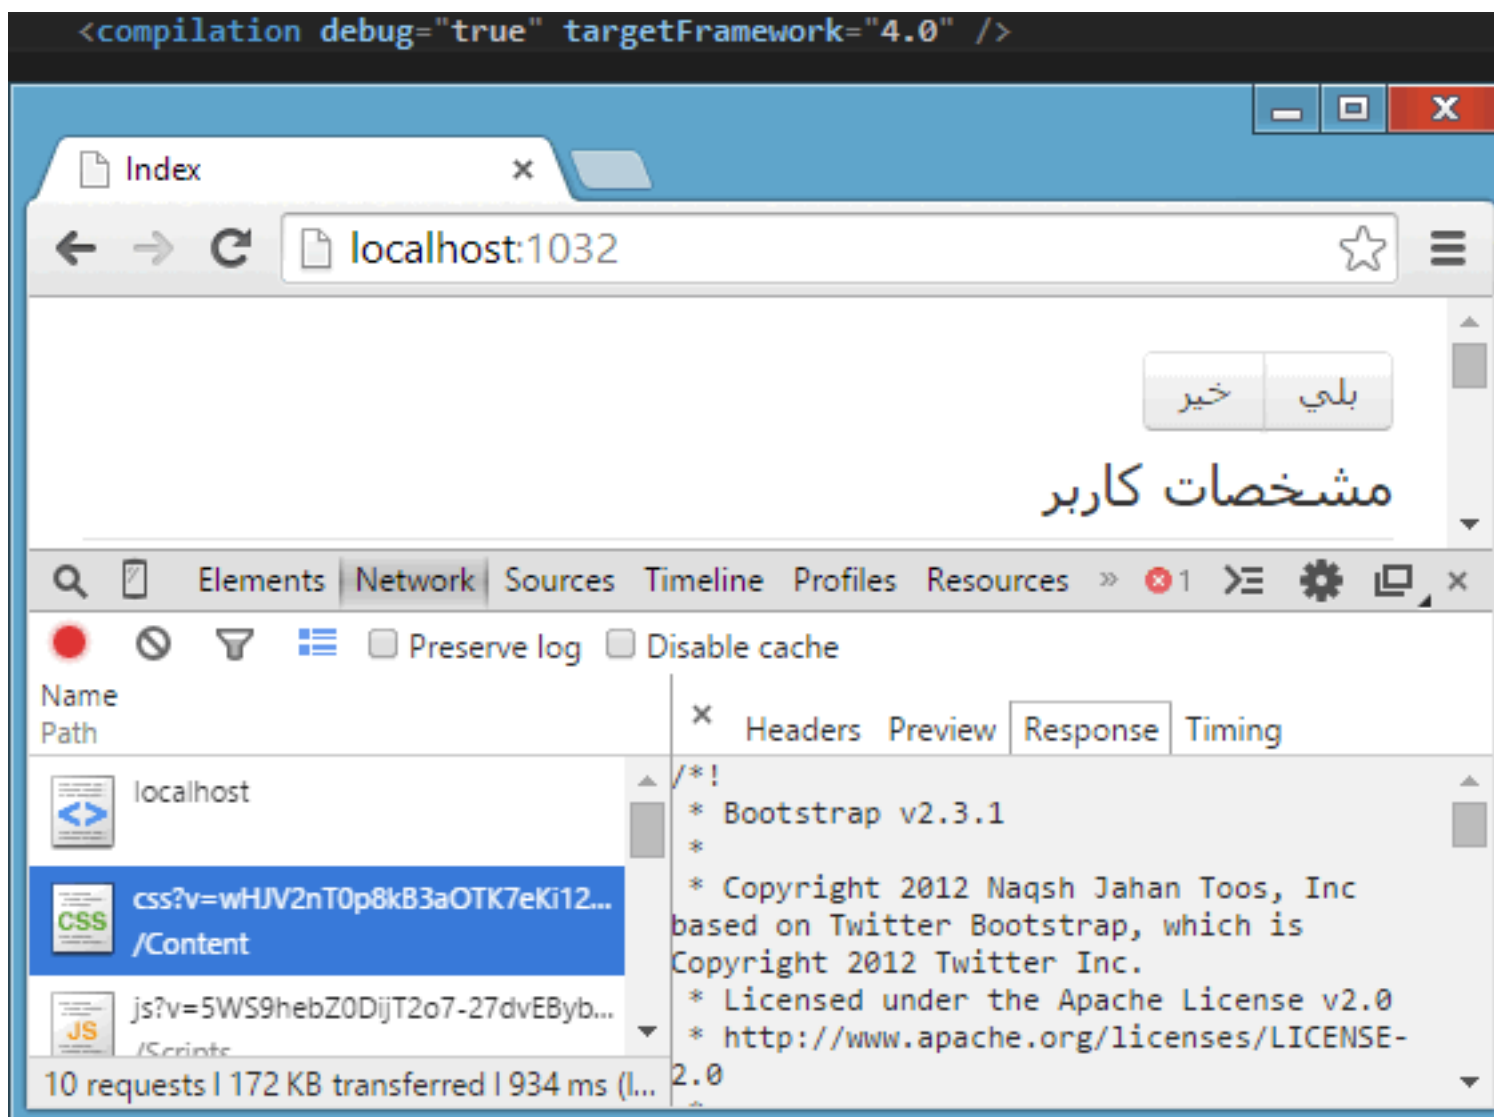 <compilation debug="true" targetFramework="4.0" />
Index
localhost:1032
بلي خير
مشخصات کاربر
Elements Network Sources Timeline Profiles Resources » 1
Preserve log Disable cache
Name
Path
Headers Preview Response Timing
localhost
css?v=wHJV2nT0p8kB3aOTK7eKi12...
/Content
js?v=5WS9hebZ0DijT2o7-27dvEByb...
/Scripts
10 requests | 172 KB transferred | 934 ms (l...
/*!
* Bootstrap v2.3.1
*
* Copyright 2012 Naqsh Jahan Toos, Inc
based on Twitter Bootstrap, which is
Copyright 2012 Twitter Inc.
* Licensed under the Apache License v2.0
* http://www.apache.org/licenses/LICENSE-
2.0